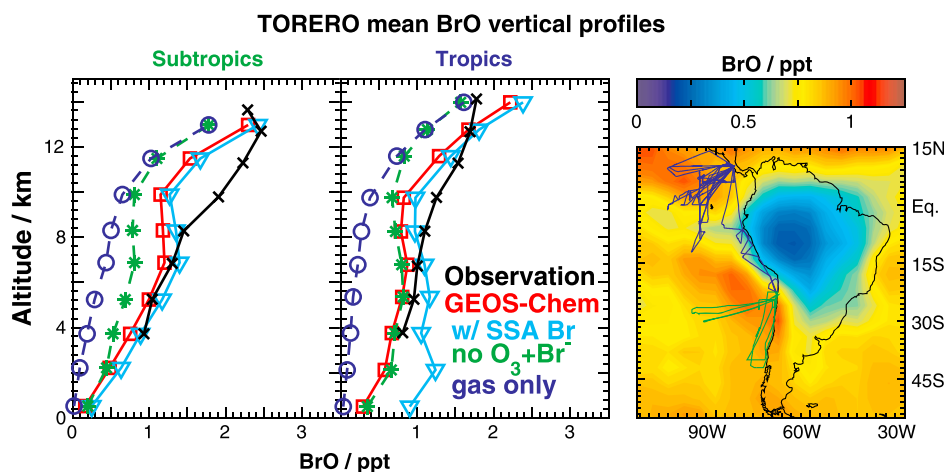 TORERO mean BrO vertical profiles
Subtropics
Tropics
BrO / ppt
0 0.5 1
Altitude / km
12
8
4
0 1 2 3
1 2 3
BrO / ppt
Observation
GEOS-Chem
w/ SSA Br
no O3+Br-
gas only
15N
Eq.
15S
30S
45S
90W 60W 30W